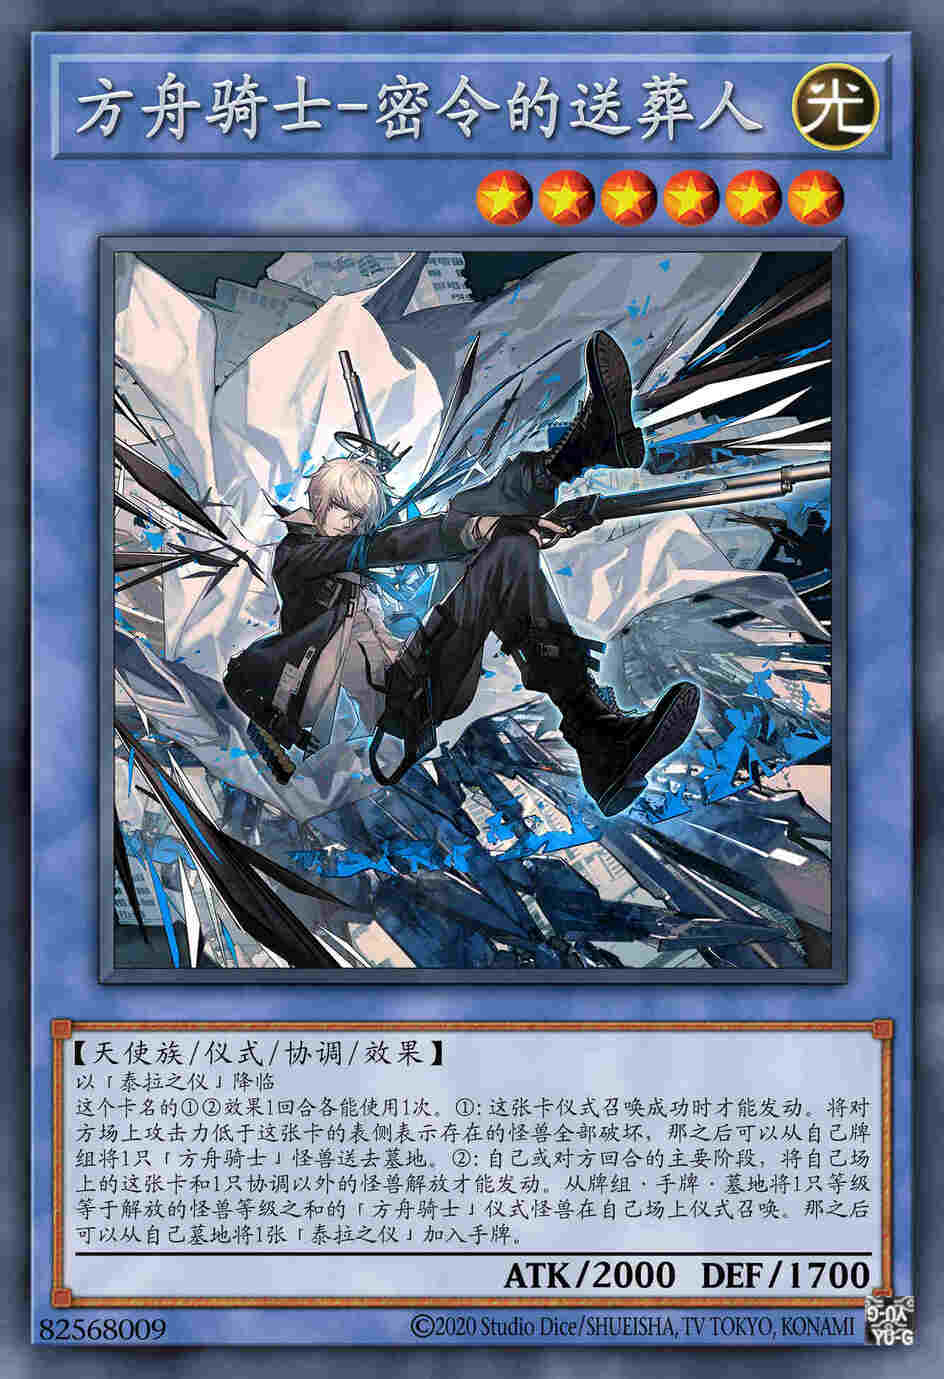 方舟骑士-密令的送葬人
光
【天使族/仪式/协调/效果】
以「泰拉之仪」降临
这个卡名的①②效果1回合各能使用1次。①:这张卡仪式召唤成功时才能发动。将对
方场上攻击力低于这张卡的表侧表示存在的怪兽全部破坏,那之后可以从自己牌
组将1只「方舟骑士」怪兽送去墓地。②:自己或对方回合的主要阶段,将自己场
上的这张卡和1只协调以外的怪兽解放才能发动。从牌组·手牌·墓地将1只等级
等于解放的怪兽等级之和的「方舟骑士」仪式怪兽在自己场上仪式召唤。那之后
可以从自己墓地将1张「泰拉之仪」加入手牌。
ATK/2000 DEF/1700
82568009
©2020 Studio Dice/SHUEISHA, TV TOKYO, KONAMI
YU-G